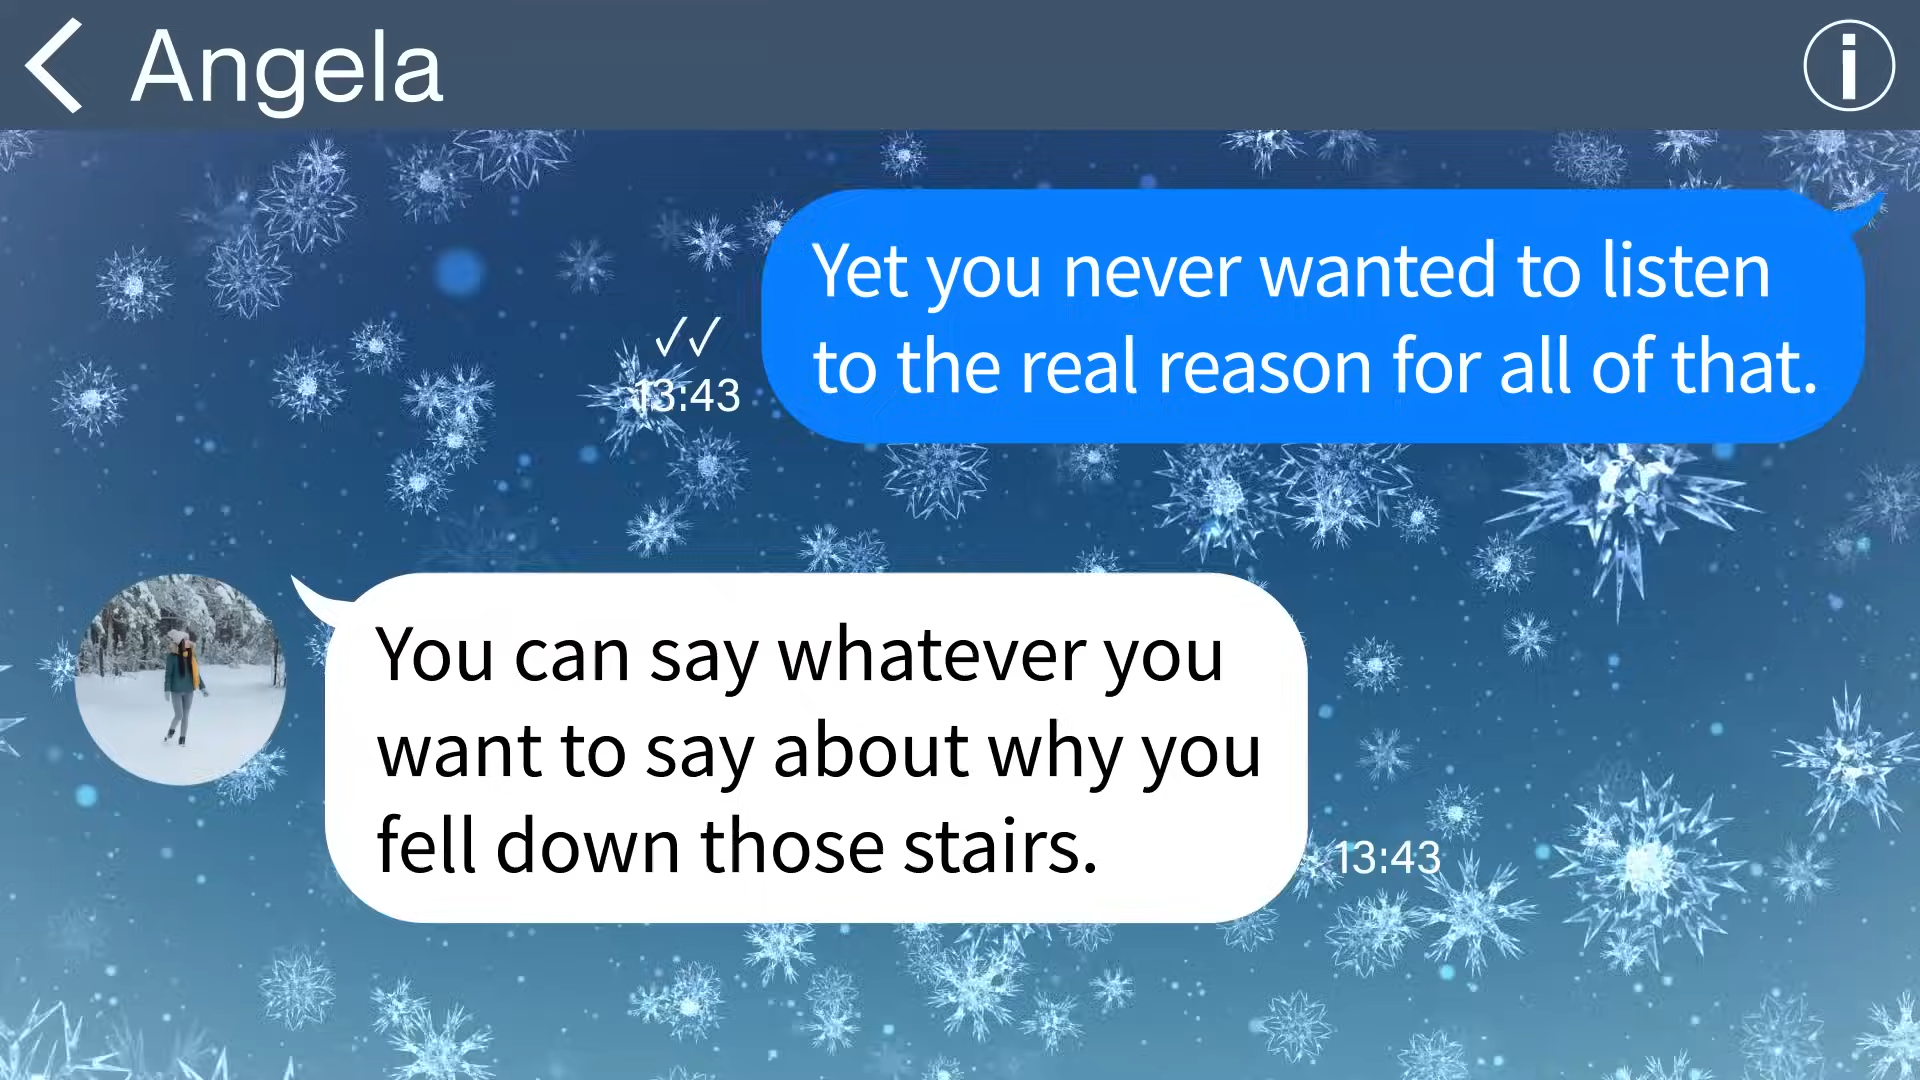 Angela
Yet you never wanted to listen
to the real reason for all of that.
✓✓
13:43
You can say whatever you
want to say about why you
fell down those stairs.
13:43